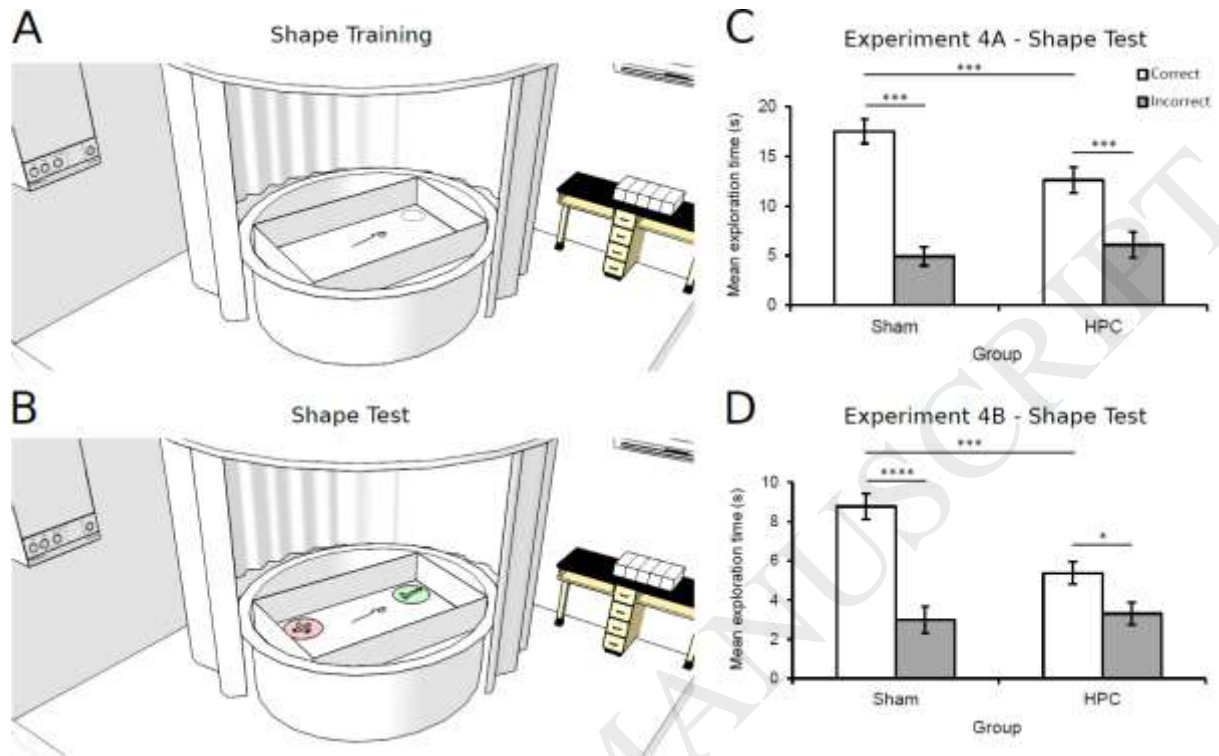 A
Shape Training
B
Shape Test
C
Experiment 4A - Shape Test
***
Correct
Incorrect
***
***
Mean exploration time (s)
20
15
10
5
0
Sham
HPC
Group
D
Experiment 4B - Shape Test
***
****
*
Mean exploration time (s)
10
8
6
4
2
0
Sham
HPC
Group
MANUSCRIPT